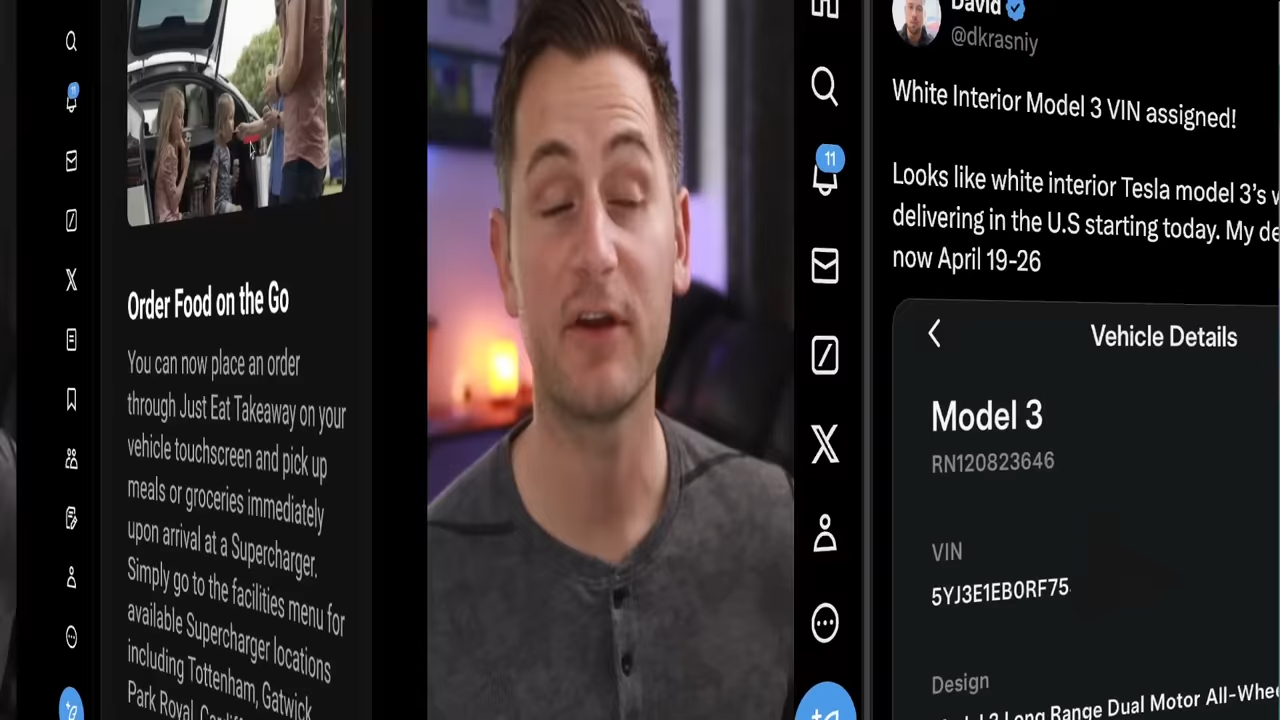 Order Food on the Go
You can now place an order
through Just Eat Takeaway on your
vehicle touchscreen and pick up
meals or groceries immediately
upon arrival at a Supercharger.
Simply go to the facilities menu for
available Supercharger locations
including Tottenham, Gatwick,
Park Royal,
11
11
David
@dkrasniy
White Interior Model 3 VIN assigned!
Looks like white interior Tesla model 3's
delivering in the U.S starting today. My
now April 19-26
Vehicle Details
Model 3
RN120823646
VIN
5YJ3E1EB0RF75
Design
Model 3 Long Range Dual Motor